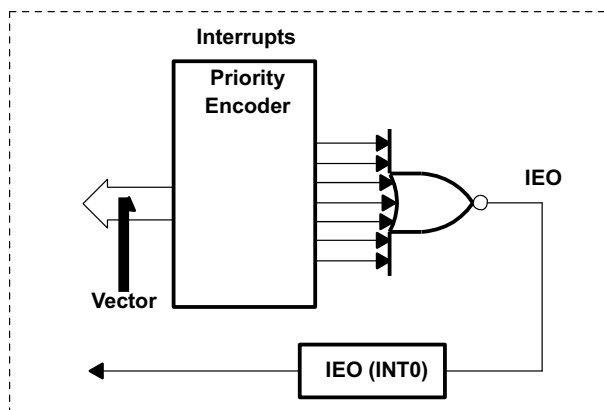 Interrupts
Priority
Encoder
IEO
Vector
IEO (INT0)